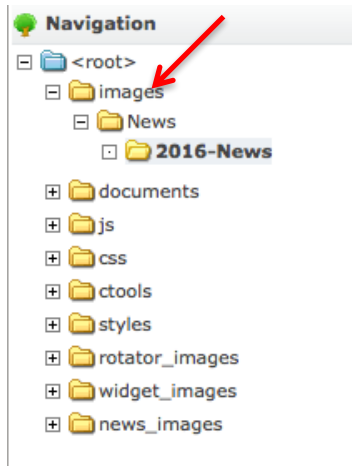 Navigation
<root>
images
News
2016-News
documents
js
css
ctools
styles
rotator_images
widget_images
news_images